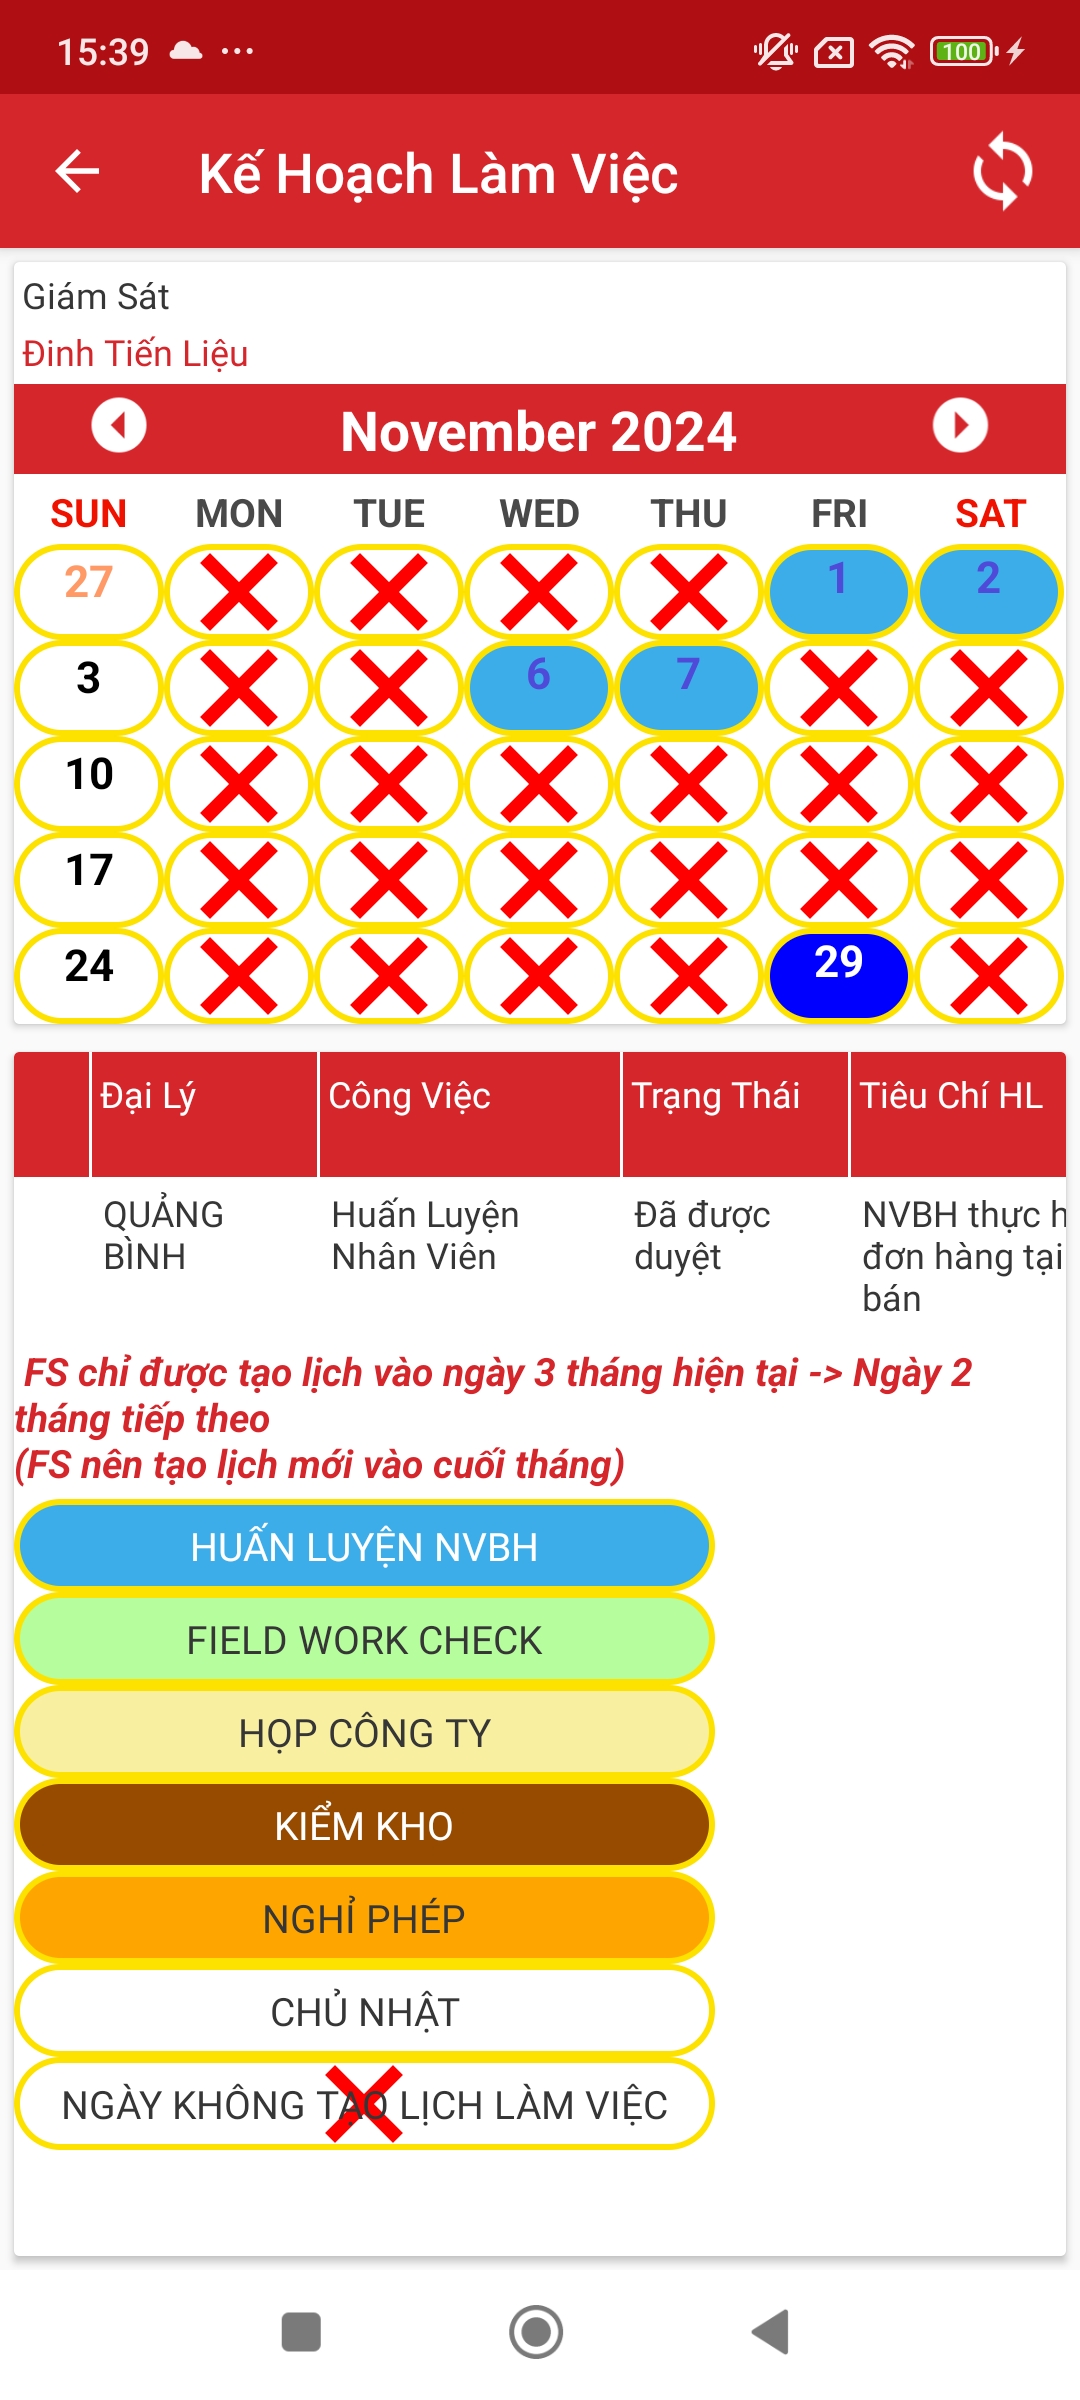 15:39
100
Kế Hoạch Làm Việc
Giám Sát
Đinh Tiến Liệu
November 2024
SUN MON TUE WED THU FRI SAT
27 1 2
3 6 7
10
17
24 29
Đại Lý Công Việc Trạng Thái Tiêu Chí HL
QUẢNG Huấn Luyện Đã được NVBH thực h
BÌNH Nhân Viên duyệt đơn hàng tại
bán
FS chỉ được tạo lịch vào ngày 3 tháng hiện tại -> Ngày 2
tháng tiếp theo
(FS nên tạo lịch mới vào cuối tháng)
HUẤN LUYỆN NVBH
FIELD WORK CHECK
HỌP CÔNG TY
KIỂM KHO
NGHỈ PHÉP
CHỦ NHẬT
NGÀY KHÔNG TẠO LỊCH LÀM VIỆC